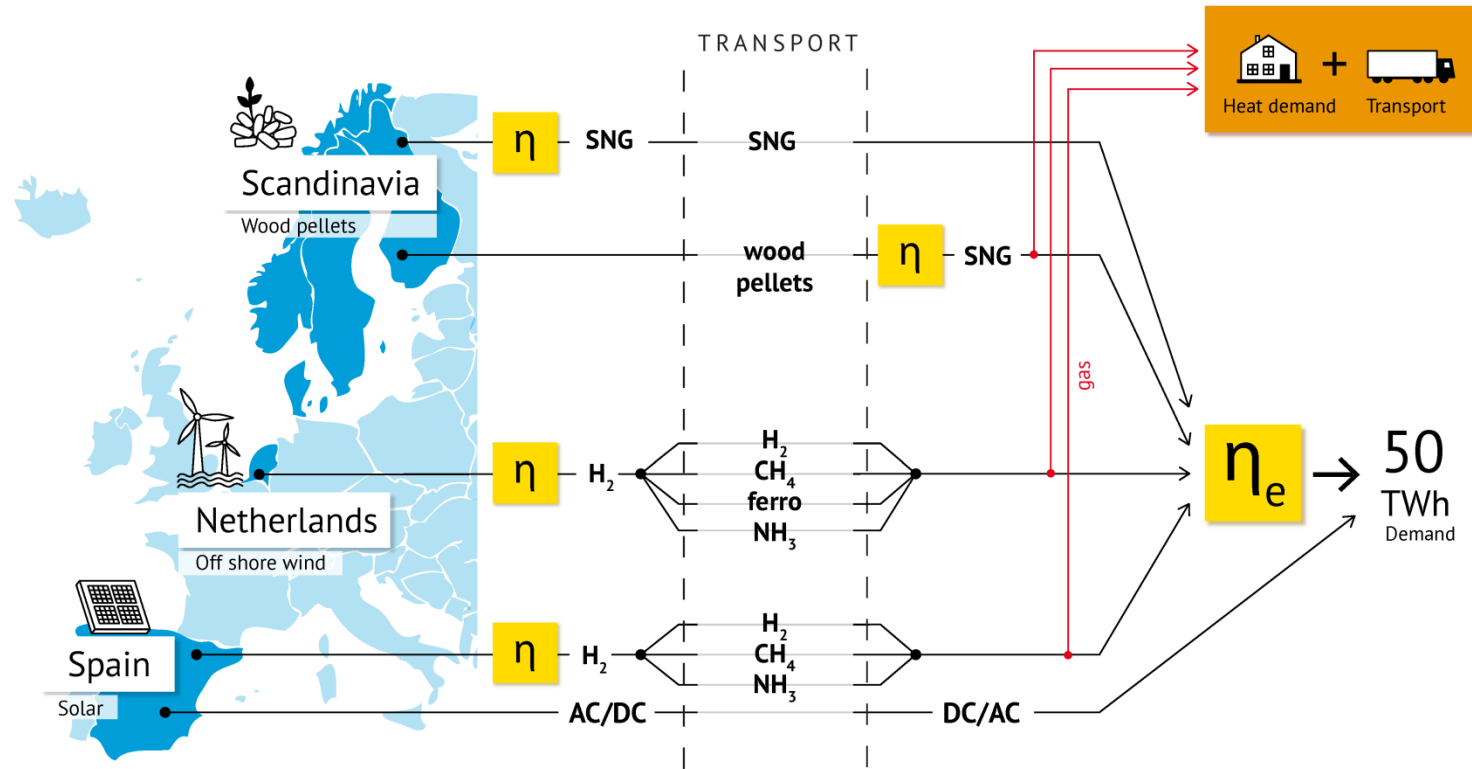 TRANSPORT
Heat demand + Transport
η SNG SNG
Scandinavia
Wood pellets
wood
pellets
η SNG
gas
H₂
CH₄
ferro
NH₃
η H₂
Netherlands
Off shore wind
ηe
50
TWh
Demand
H₂
CH₄
NH₃
η H₂
Spain
Solar
AC/DC DC/AC